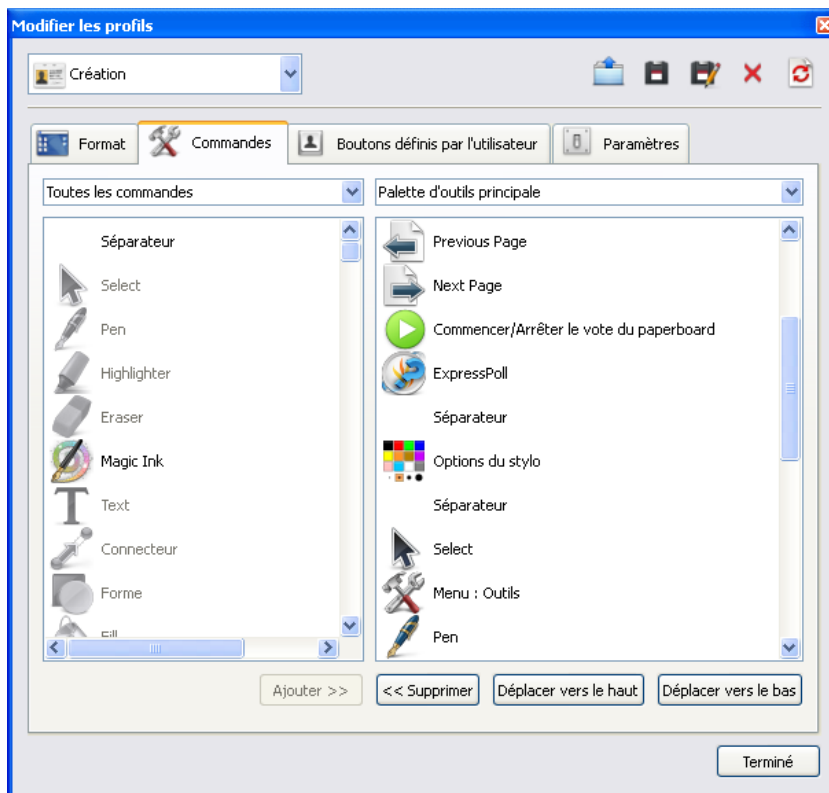 Modifier les profils
Création
Format
Commandes
Boutons définis par l'utilisateur
Paramètres
Toutes les commandes
Palette d'outils principale
Séparateur
Select
Pen
Highlighter
Eraser
Magic Ink
Text
Connecteur
Forme
Fill
Previous Page
Next Page
Commencer/Arrêter le vote du paperboard
ExpressPoll
Séparateur
Options du stylo
Séparateur
Select
Menu : Outils
Pen
Ajouter >>
<< Supprimer
Déplacer vers le haut
Déplacer vers le bas
Terminé